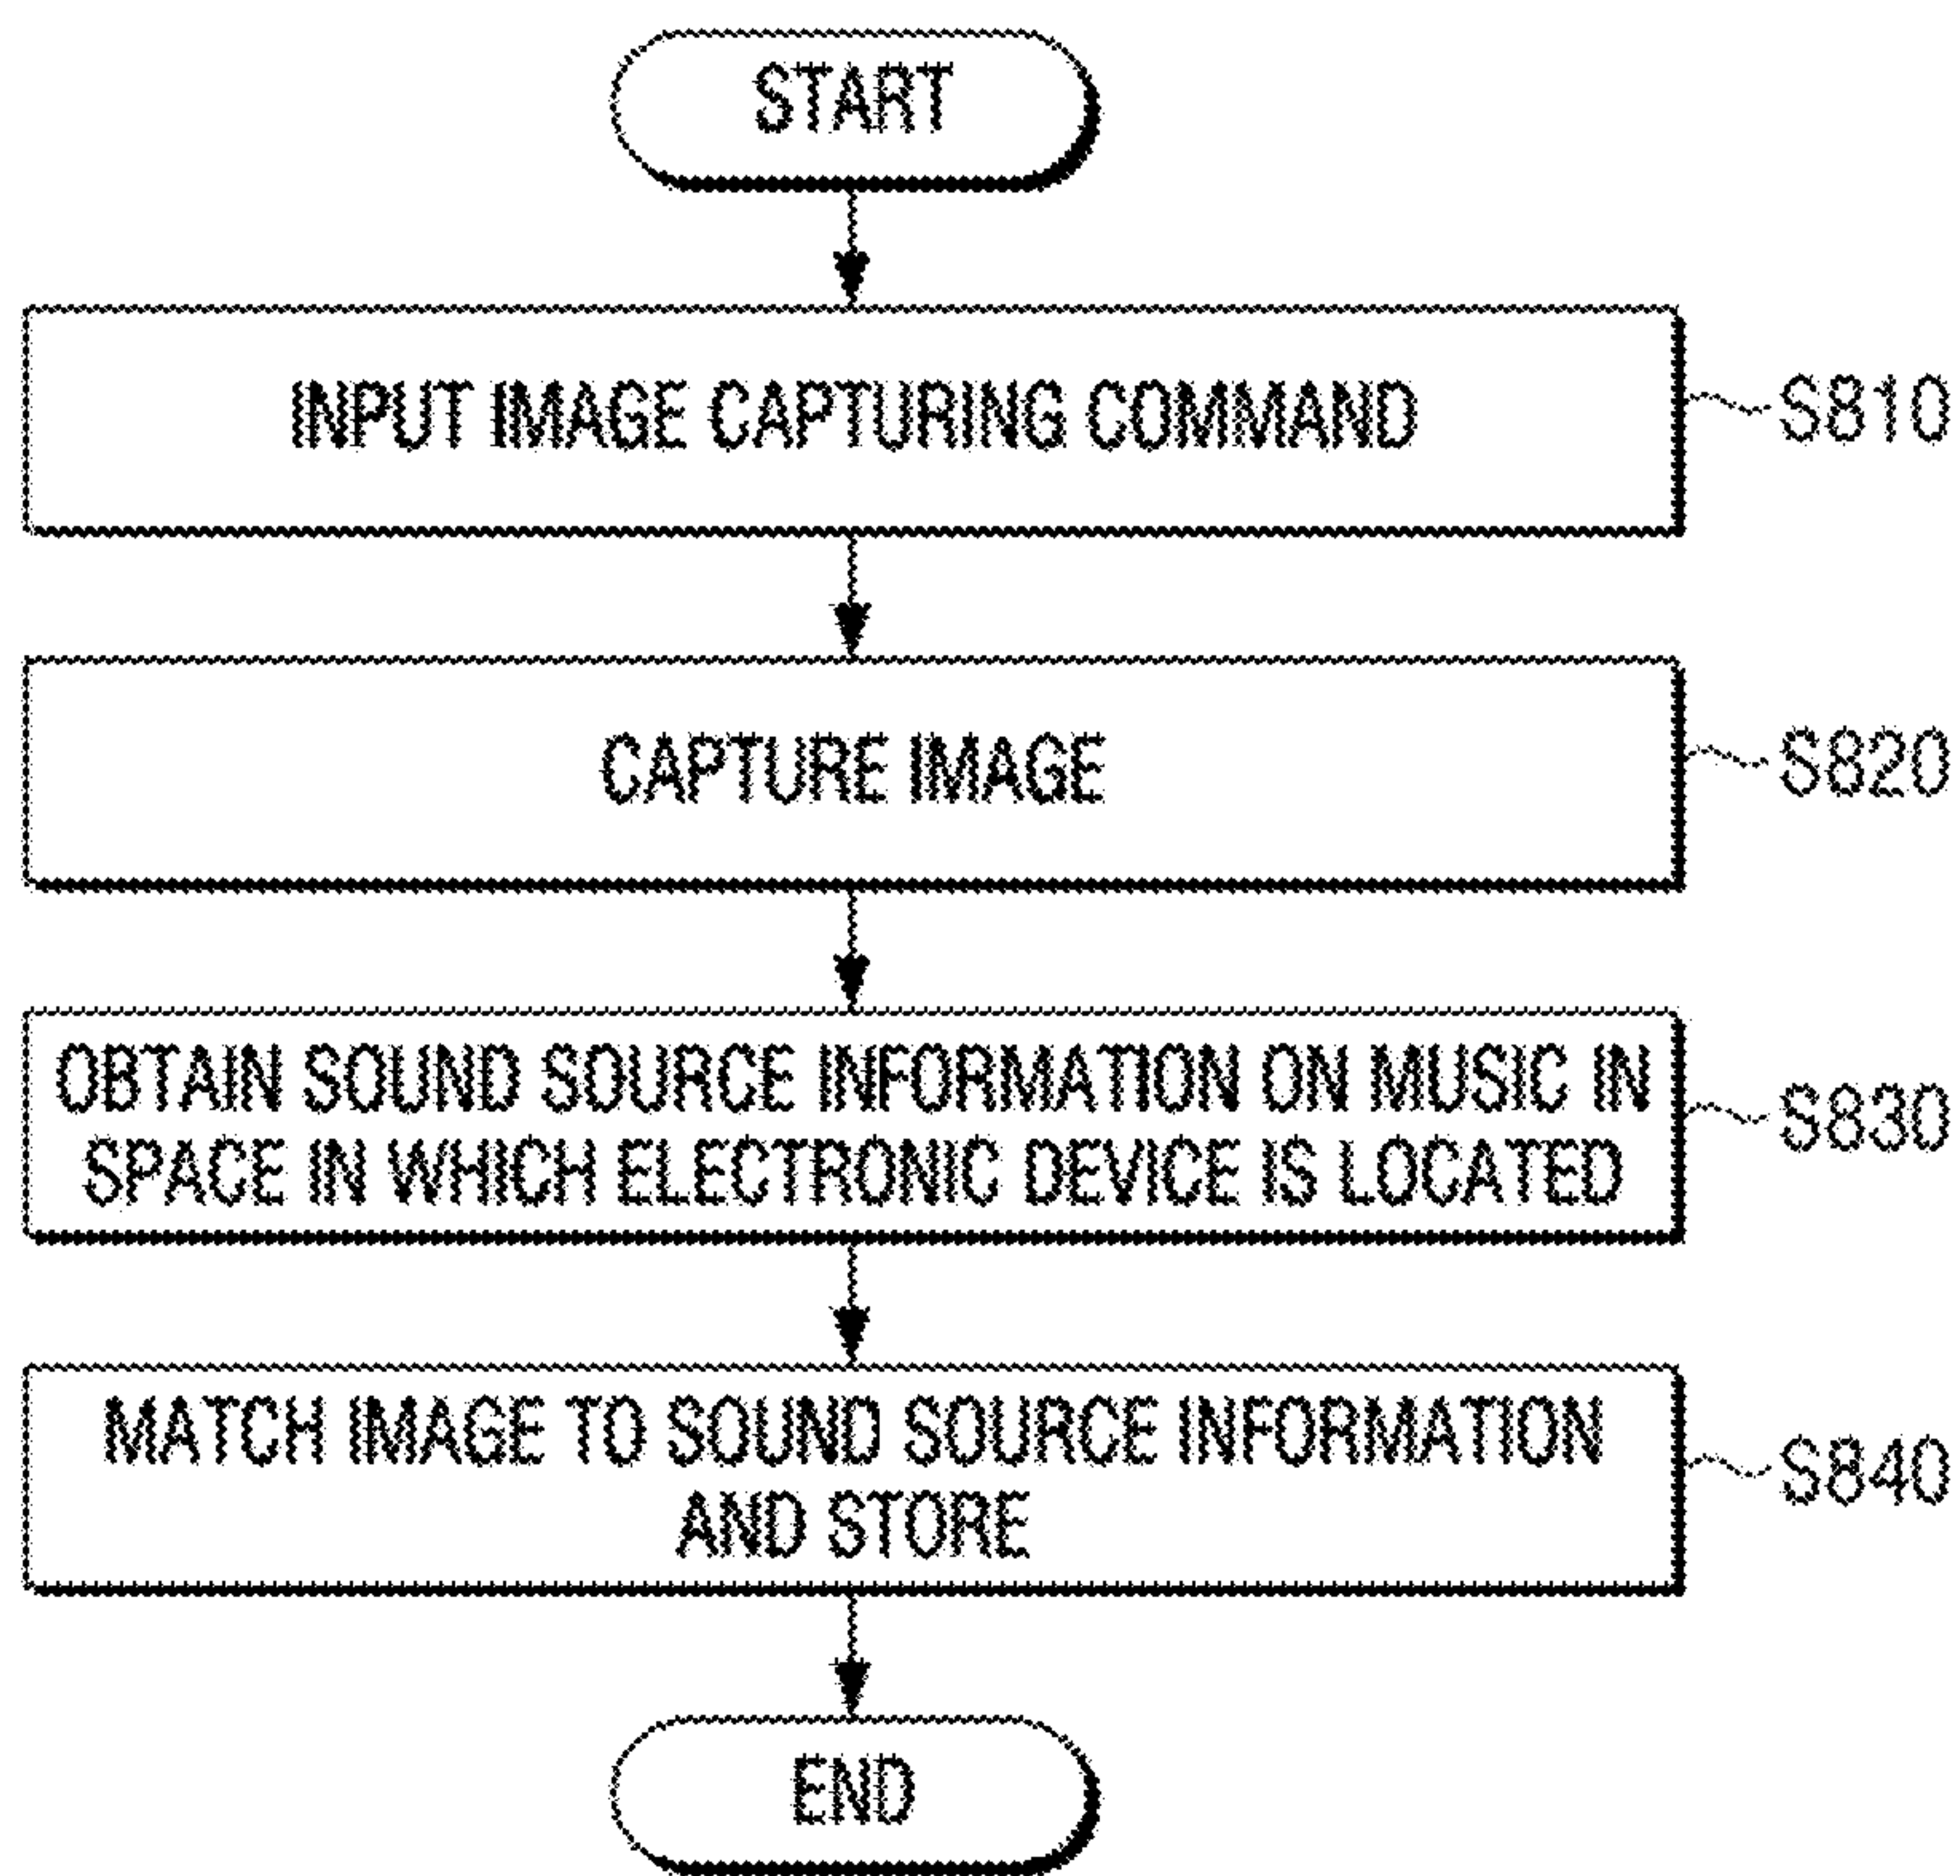 START
INPUT IMAGE CAPTURING COMMAND
S810
CAPTURE IMAGE
S820
OBTAIN SOUND SOURCE INFORMATION ON MUSIC IN
SPACE IN WHICH ELECTRONIC DEVICE IS LOCATED
S830
MATCH IMAGE TO SOUND SOURCE INFORMATION
AND STORE
S840
END